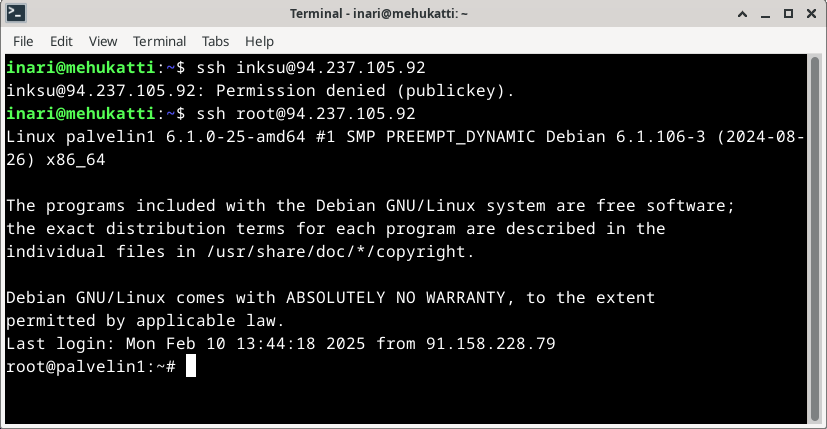 Terminal - inari@mehukatti: ~
File Edit View Terminal Tabs Help
inari@mehukatti:~$ ssh inksu@94.237.105.92
inksu@94.237.105.92: Permission denied (publickey).
inari@mehukatti:~$ ssh root@94.237.105.92
Linux palvelin1 6.1.0-25-amd64 #1 SMP PREEMPT_DYNAMIC Debian 6.1.106-3 (2024-08-
26) x86_64
The programs included with the Debian GNU/Linux system are free software;
the exact distribution terms for each program are described in the
individual files in /usr/share/doc/*/copyright.
Debian GNU/Linux comes with ABSOLUTELY NO WARRANTY, to the extent
permitted by applicable law.
Last login: Mon Feb 10 13:44:18 2025 from 91.158.228.79
root@palvelin1:~#